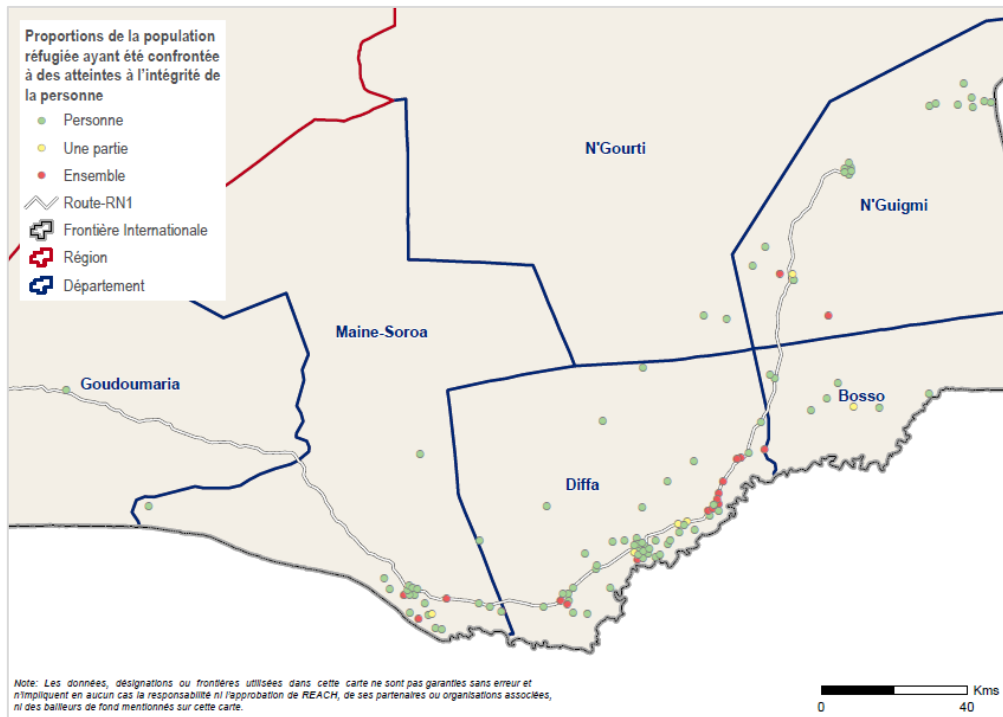 Proportions de la population
réfugiée ayant été confrontée
à des atteintes à l'intégrité de
la personne
Personne
Une partie
Ensemble
Route-RN1
Frontière Internationale
Région
Département
N'Gourti
N'Guigmi
Maine-Soroa
Goudoumaria
Bosso
Diffa
Note: Les données, désignations ou frontières utilisées dans cette carte ne sont pas garanties sans erreur et
n'impliquent en aucun cas la responsabilité ni l'approbation de REACH, de ses partenaires ou organisations associées,
ni des bailleurs de fond mentionnés sur cette carte.
Kms
0 40